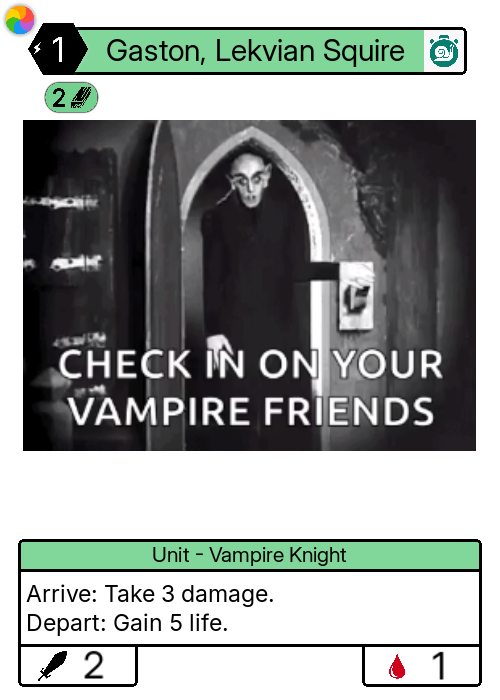 1
Gaston, Lekvian Squire
2
CHECK IN ON YOUR
VAMPIRE FRIENDS
Unit - Vampire Knight
Arrive: Take 3 damage.
Depart: Gain 5 life.
2
1